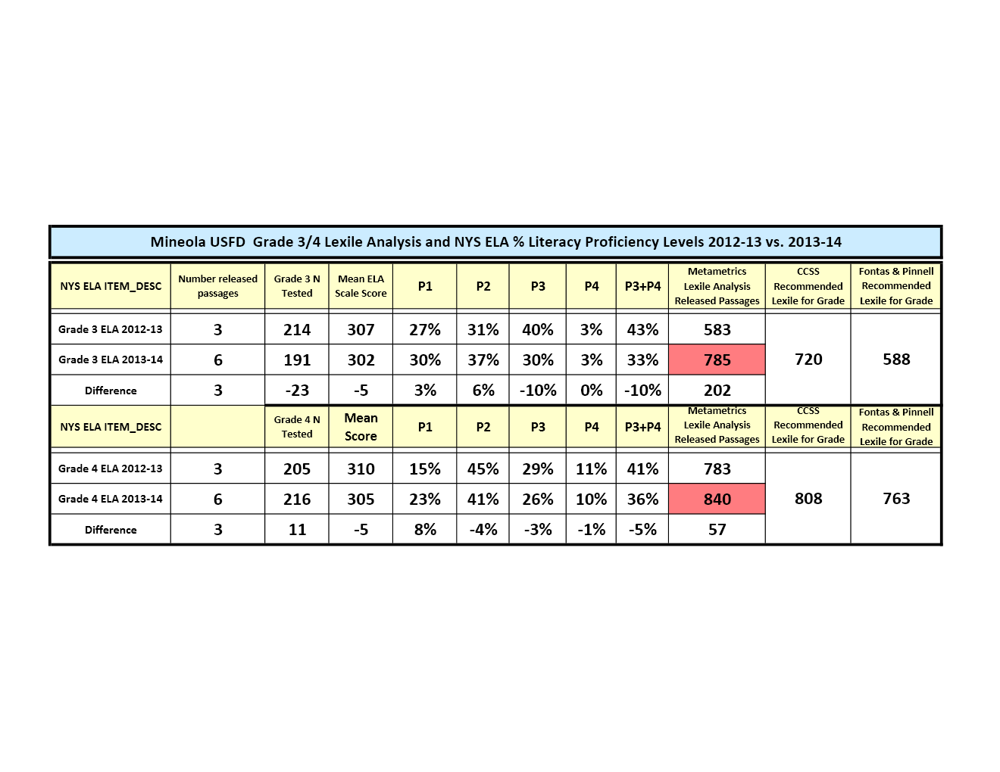 Mineola USFD  Grade 3/4 Lexile Analysis and NYS ELA % Literacy Proficiency Levels 2012-13 vs. 2013-14
NYS ELA ITEM_DESC Number released passages Grade 3 N Tested Mean ELA Scale Score P1 P2 P3 P4 P3+P4 Metametrics Lexile Analysis Released Passages CCSS Recommended Lexile for Grade Fontas & Pinnell Recommended Lexile for Grade
Grade 3 ELA 2012-13 3 214 307 27% 31% 40% 3% 43% 583
Grade 3 ELA 2013-14 6 191 302 30% 37% 30% 3% 33% 785 720 588
Difference 3 -23 -5 3% 6% -10% 0% -10% 202
NYS ELA ITEM_DESC Grade 4 N Tested Mean Score P1 P2 P3 P4 P3+P4 Metametrics Lexile Analysis Released Passages CCSS Recommended Lexile for Grade Fontas & Pinnell Recommended Lexile for Grade
Grade 4 ELA 2012-13 3 205 310 15% 45% 29% 11% 41% 783
Grade 4 ELA 2013-14 6 216 305 23% 41% 26% 10% 36% 840 808 763
Difference 3 11 -5 8% -4% -3% -1% -5% 57